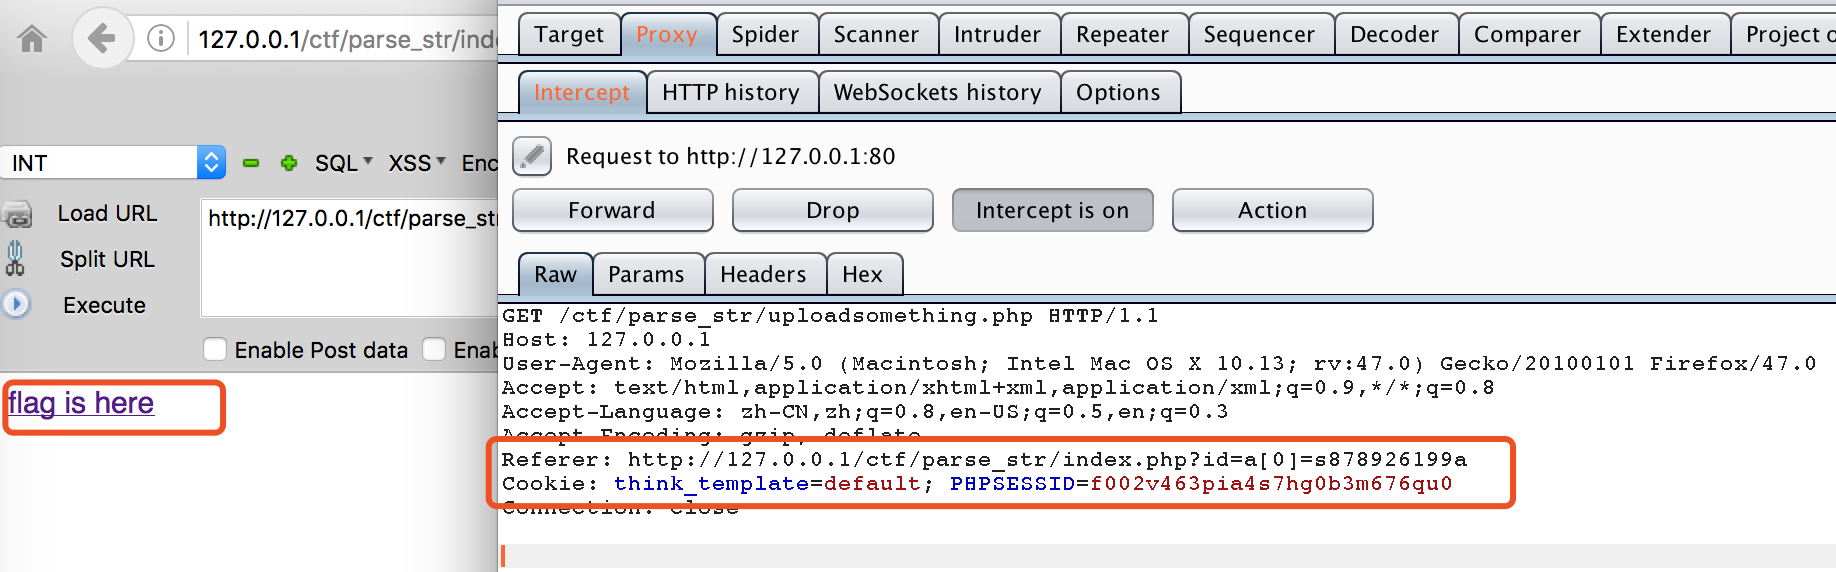 127.0.0.1/ctf/parse_str/inde
INT
SQL XSS Enc
Load URL
http://127.0.0.1/ctf/parse_str
Split URL
Execute
Enable Post data Enab
flag is here
Target Proxy Spider Scanner Intruder Repeater Sequencer Decoder Comparer Extender Project o
Intercept HTTP history WebSockets history Options
Request to http://127.0.0.1:80
Forward Drop Intercept is on Action
Raw Params Headers Hex
GET /ctf/parse_str/uploadsomething.php HTTP/1.1
Host: 127.0.0.1
User-Agent: Mozilla/5.0 (Macintosh; Intel Mac OS X 10.13; rv:47.0) Gecko/20100101 Firefox/47.0
Accept: text/html,application/xhtml+xml,application/xml;q=0.9,*/*;q=0.8
Accept-Language: zh-CN,zh;q=0.8,en-US;q=0.5,en;q=0.3
Accept-Encoding: gzip, deflate
Referer: http://127.0.0.1/ctf/parse_str/index.php?id=a[0]=s878926199a
Cookie: think_template=default; PHPSESSID=f002v463pia4s7hg0b3m676qu0
Connection: close